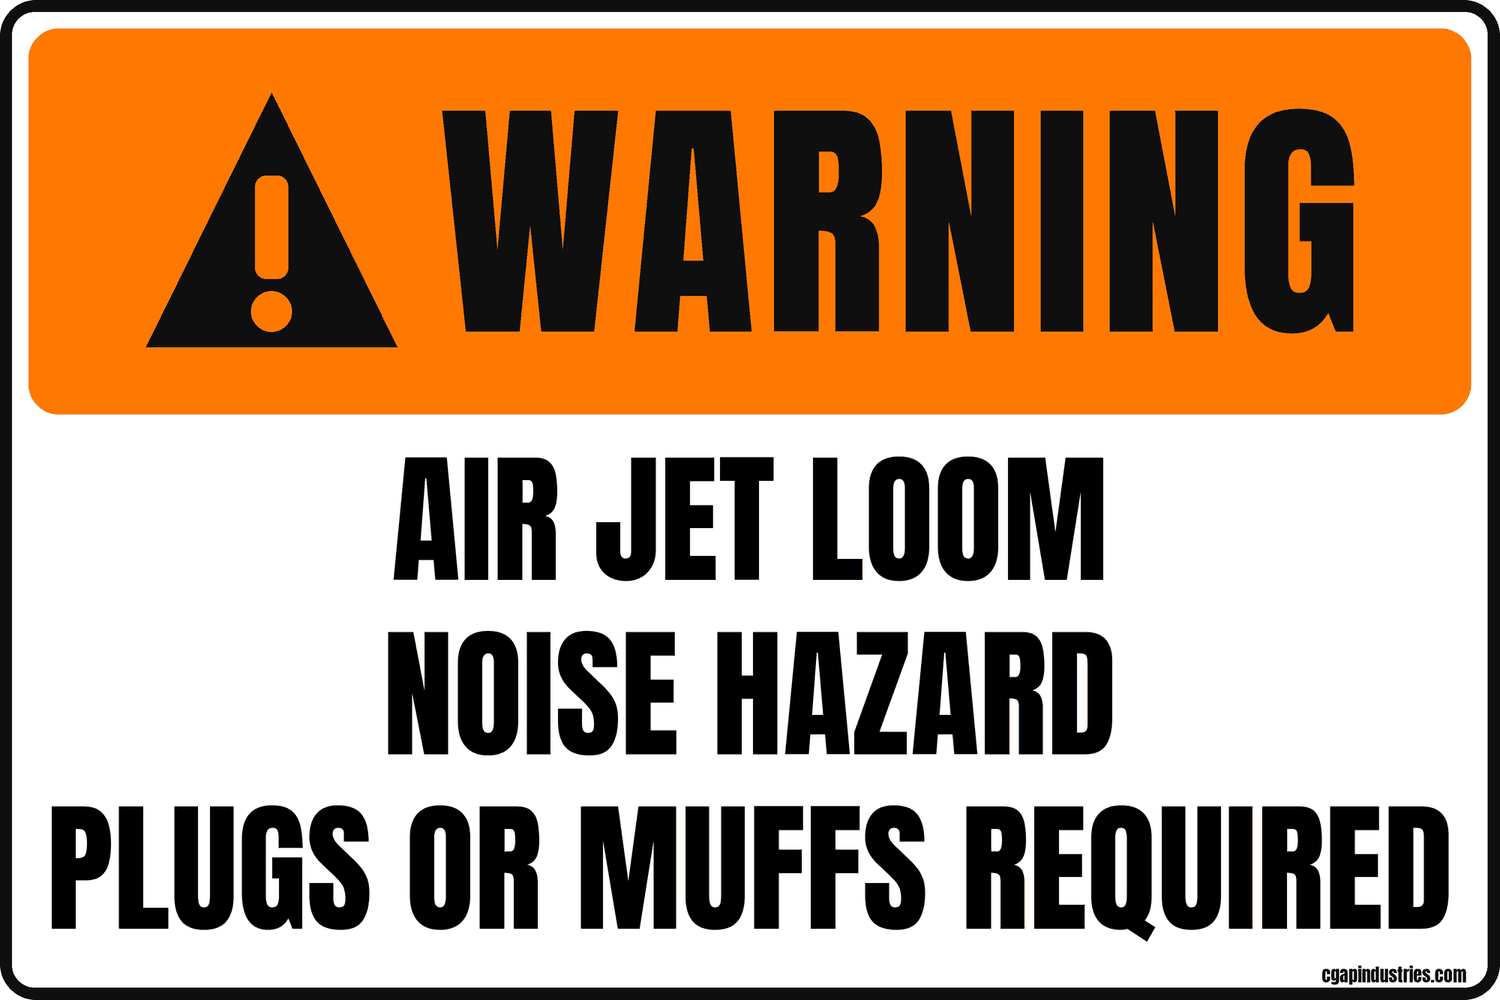 WARNING
AIR JET LOOM
NOISE HAZARD
PLUGS OR MUFFS REQUIRED
cgapindustries.com